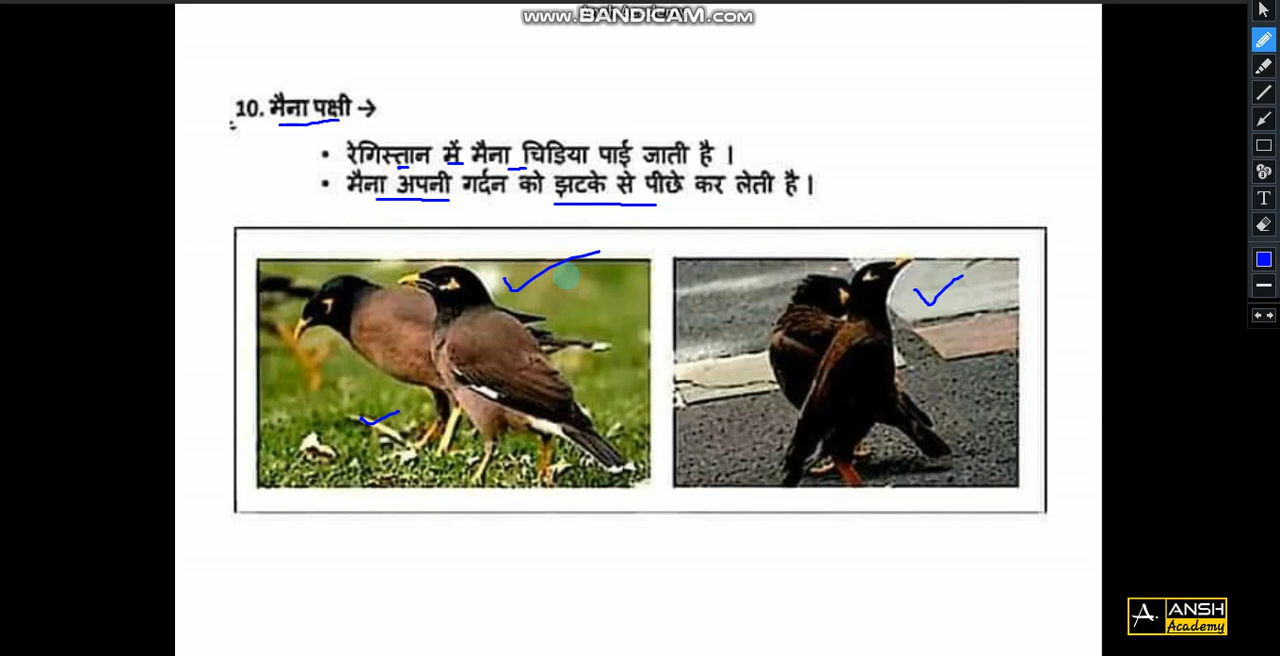 www.BANDICAM.com
10. मैना पक्षी →
• रेगिस्तान में मैना चिडिया पाई जाती है ।
• मैना अपनी गर्दन को झटके से पीछे कर लेती है।
A. ANSH
Academy